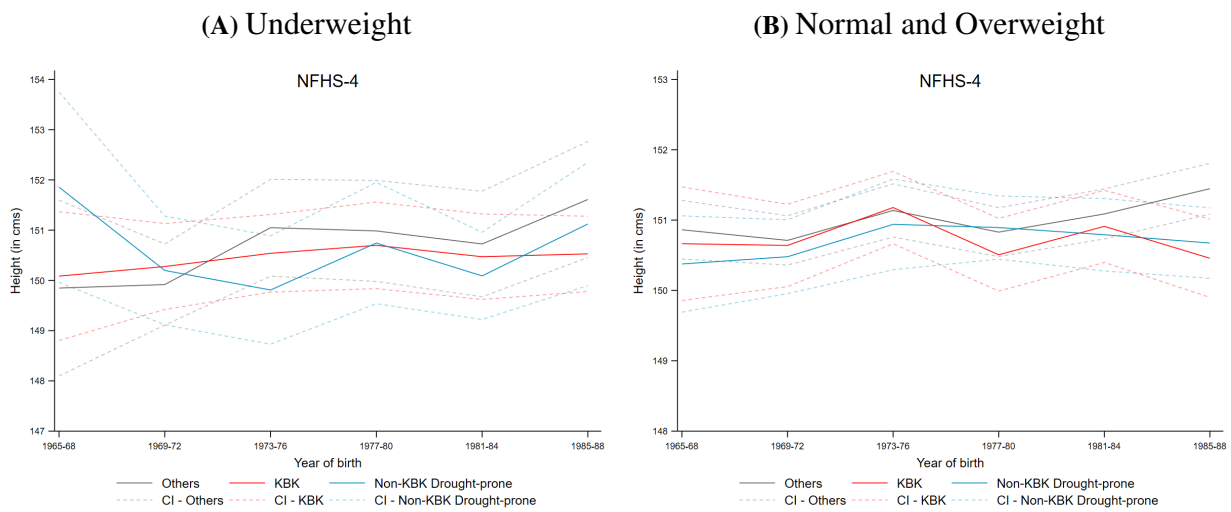 (A) Underweight
NFHS-4
Height (in cms)
154
153
152
151
150
149
148
147
1965-68 1969-72 1973-76 1977-80 1981-84 1985-88
Year of birth
Others KBK Non-KBK Drought-prone
CI - Others CI - KBK CI - Non-KBK Drought-prone
(B) Normal and Overweight
NFHS-4
Height (in cms)
153
152
151
150
149
148
1965-68 1969-72 1973-76 1977-80 1981-84 1985-88
Year of birth
Others KBK Non-KBK Drought-prone
CI - Others CI - KBK CI - Non-KBK Drought-prone